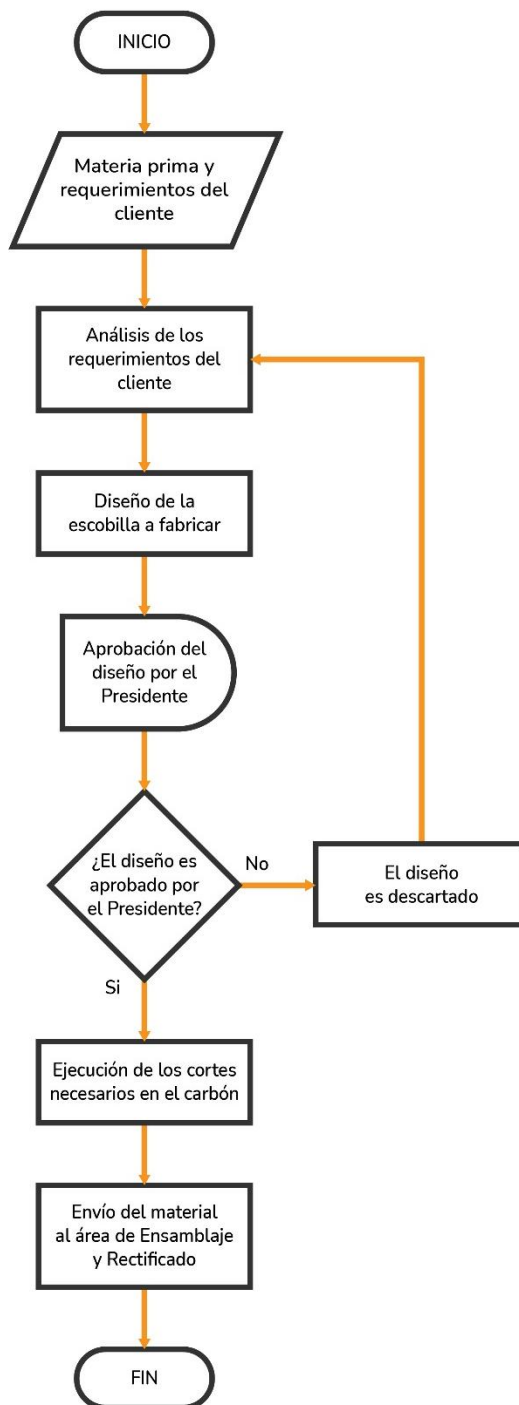 INICIO
Materia prima y
requerimientos del
cliente
Análisis de los
requerimientos del
cliente
Diseño de la
escobilla a fabricar
Aprobación del
diseño por el
Presidente
¿El diseño es
aprobado por
el Presidente?
No
El diseño
es descartado
Si
Ejecución de los cortes
necesarios en el carbón
Envío del material
al área de Ensamblaje
y Rectificado
FIN